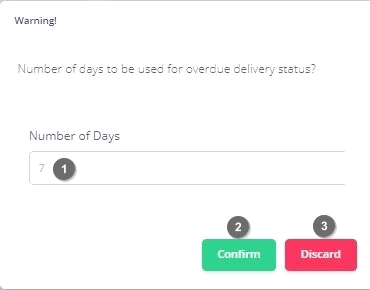 Warning!
Number of days to be used for overdue delivery status?
Number of Days
7 1
2 3
Confirm Discard